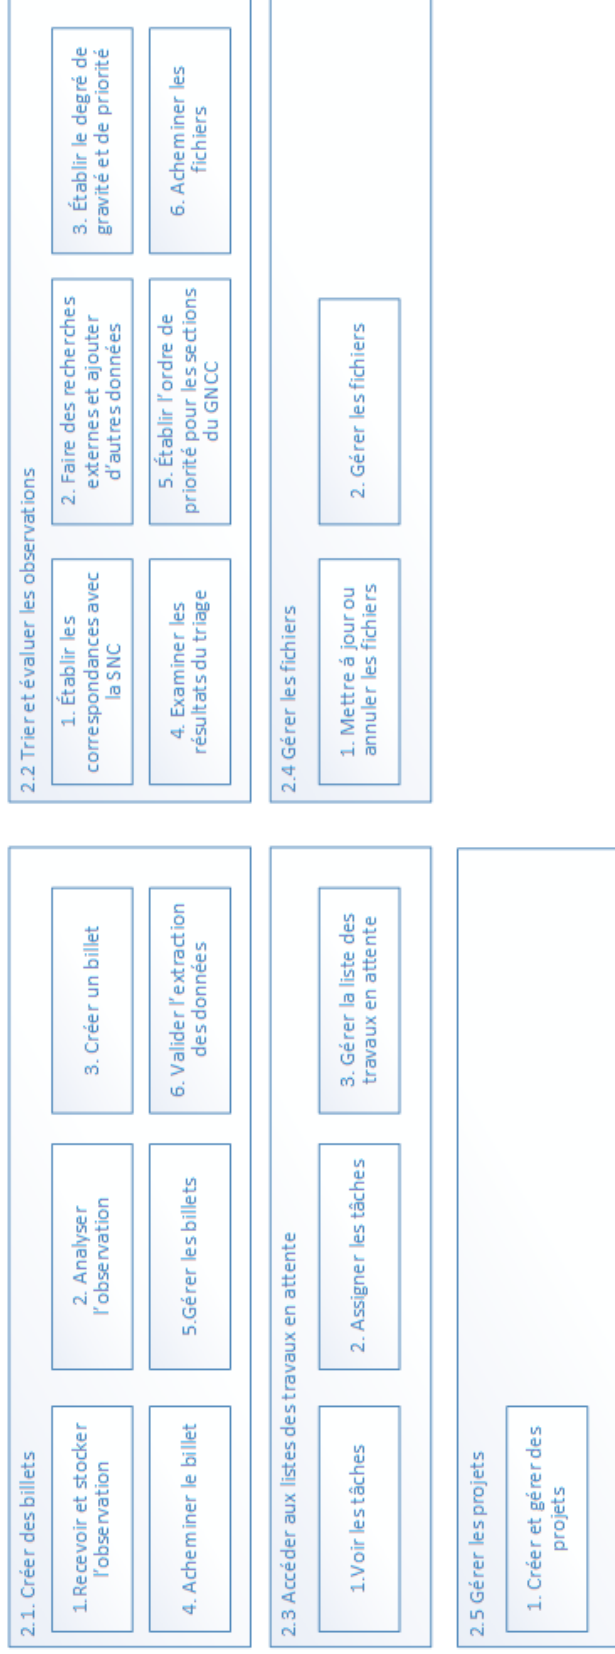 2.1. Créer des billets
1.Recevoir et stocker
l'observation
2. Analyser
l'observation
3. Créer un billet
4. Acheminer le billet
5.Gérer les billets
6. Valider l'extraction
des données
2.2 Trier et évaluer les observations
1. Établir les
correspondances avec
la SNC
2. Faire des recherches
externes et ajouter
d'autres données
3. Établir le degré de
gravité et de priorité
4. Examiner les
résultats du triage
5. Établir l'ordre de
priorité pour les sections
du GNCC
6. Acheminer les
fichiers
2.3 Accéder aux listes des travaux en attente
1.Voir les tâches
2. Assigner les tâches
3. Gérer la liste des
travaux en attente
2.4 Gérer les fichiers
1. Mettre á jour ou
annuler les fichiers
2. Gérer les fichiers
2.5 Gérer les projets
1. Créer et gérer des
projets